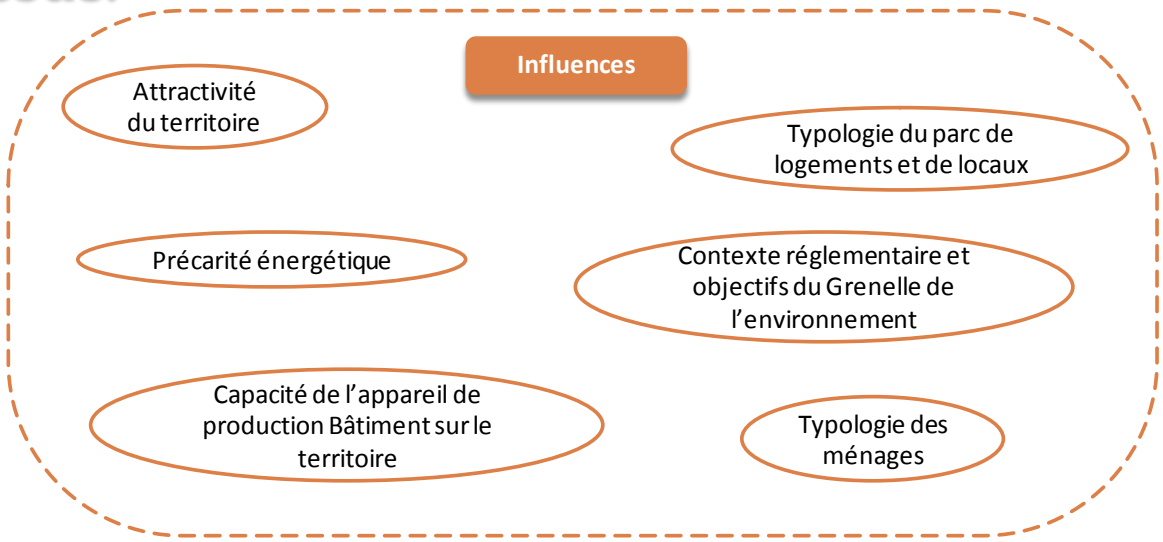 Influences
Attractivité
du territoire
Typologie du parc de
logements et de locaux
Précarité énergétique
Contexte réglementaire et
objectifs du Grenelle de
l’environnement
Capacité de l’appareil de
production Bâtiment sur le
territoire
Typologie des
ménages